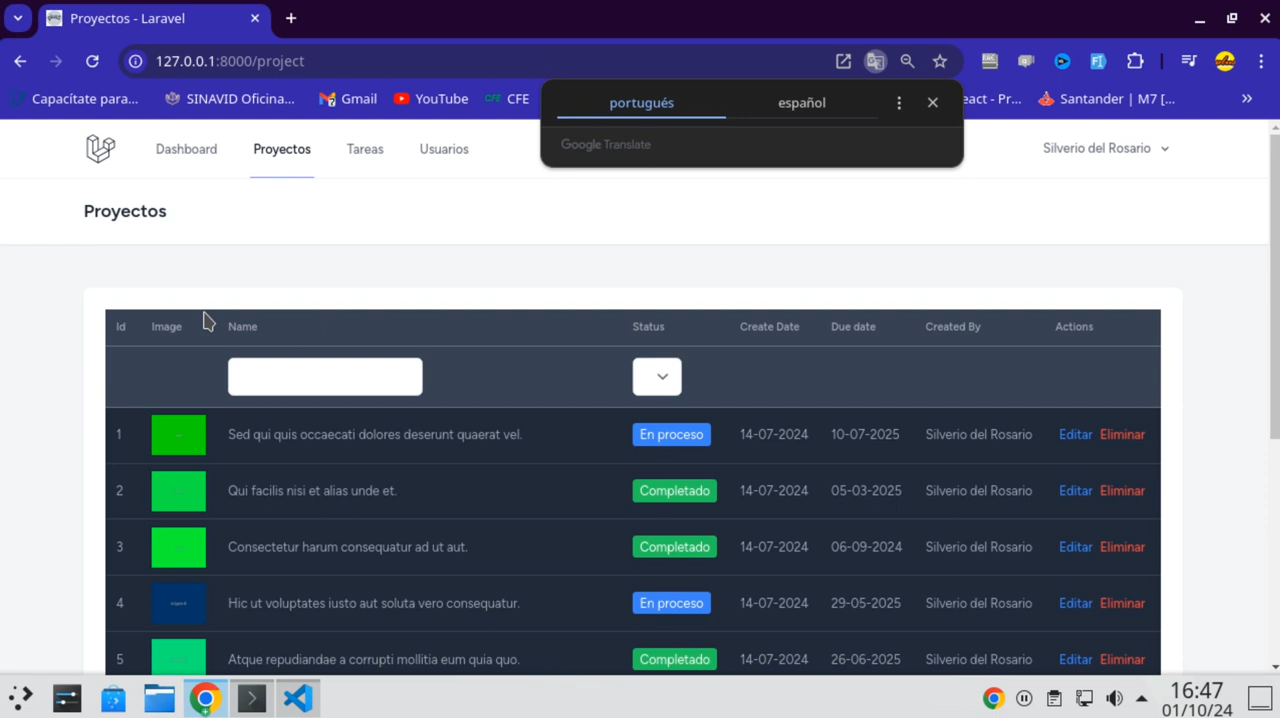 Proyectos - Laravel
127.0.0.1:8000/project
Capacítate para...
SINAVID Oficina...
Gmail
YouTube
CFE CFE
eact - Pr...
Santander | M7 [...
»
portugués
español
Google Translate
Dashboard
Proyectos
Tareas
Usuarios
Silverio del Rosario
Proyectos
Id Image Name Status Create Date Due date Created By Actions
1 Sed qui quis occaecati dolores deserunt quaerat vel. En proceso 14-07-2024 10-07-2025 Silverio del Rosario Editar Eliminar
2 Qui facilis nisi et alias unde et. Completado 14-07-2024 05-03-2025 Silverio del Rosario Editar Eliminar
3 Consectetur harum consequatur ad ut aut. Completado 14-07-2024 06-09-2024 Silverio del Rosario Editar Eliminar
4 Hic ut voluptates iusto aut soluta vero consequatur. En proceso 14-07-2024 29-05-2025 Silverio del Rosario Editar Eliminar
5 Atque repudiandae a corrupti mollitia eum quia quo. Completado 14-07-2024 26-06-2025 Silverio del Rosario Editar Eliminar
16:47
01/10/24